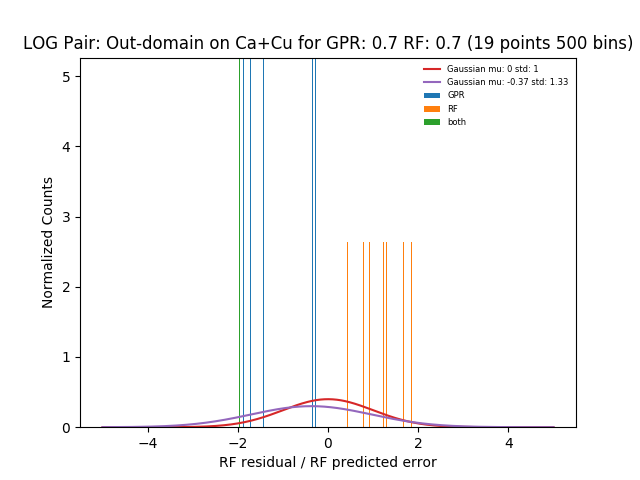 LOG Pair: Out-domain on Ca+Cu for GPR: 0.7 RF: 0.7 (19 points 500 bins)
Gaussian mu: 0 std: 1
Gaussian mu: -0.37 std: 1.33
GPR
RF
both
Normalized Counts
5
4
3
2
1
0
−4
−2
0
2
4
RF residual / RF predicted error